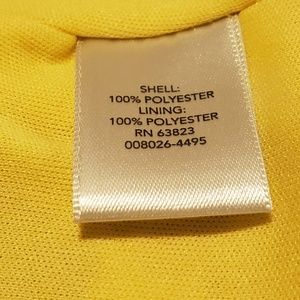 SHELL:
100% POLYESTER
LINING:
100% POLYESTER
RN 63823
008026-4495